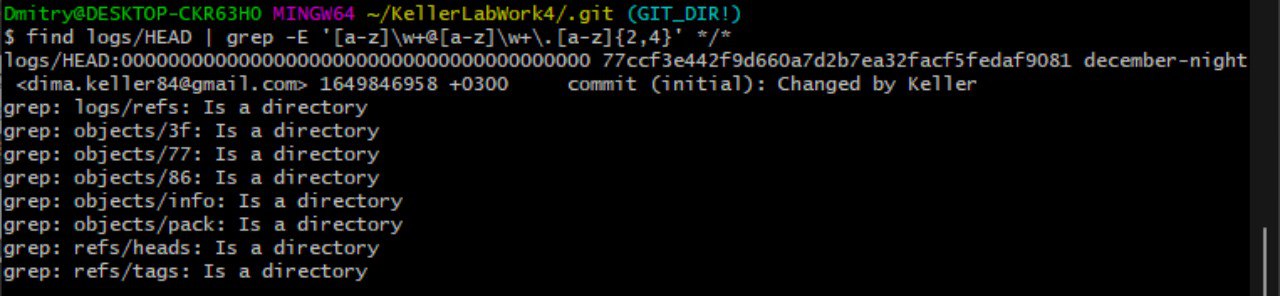 Dmitry@DESKTOP-CKR63HO MINGW64 ~/KellerLabWork4/.git (GIT_DIR!)
$ find logs/HEAD | grep -E '[a-z]\w+@[a-z]\w+\.[a-z]{2,4}' */*
logs/HEAD:0000000000000000000000000000000000000000 77ccf3e442f9d660a7d2b7ea32facf5fedaf9081 december-night
 <dima.keller84@gmail.com> 1649846958 +0300     commit (initial): Changed by Keller
grep: logs/refs: Is a directory
grep: objects/3f: Is a directory
grep: objects/77: Is a directory
grep: objects/86: Is a directory
grep: objects/info: Is a directory
grep: objects/pack: Is a directory
grep: refs/heads: Is a directory
grep: refs/tags: Is a directory